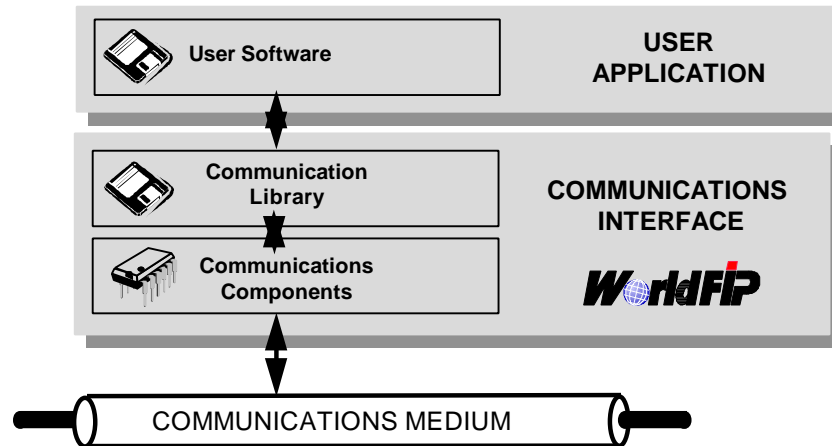 User Software
USER
APPLICATION
Communication
Library
COMMUNICATIONS
INTERFACE
Communications
Components
WorldFIP
COMMUNICATIONS MEDIUM